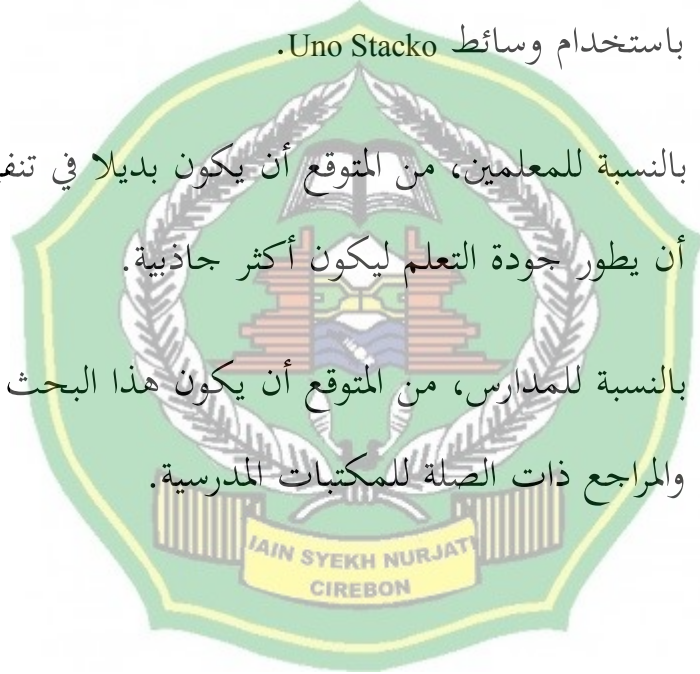 باستخدام وسائط Uno Stacko.
بالنسبة للمعلمين، من المتوقع أن يكون بديلا في
أن يطور جودة التعلم ليكون أكثر جاذبية.
بالنسبة للمدارس، من المتوقع أن يكون هذا البحث
والمراجع ذات الصلة للمكتبات المدرسية.
IAIN SYEKH NURJATI
CIREBON